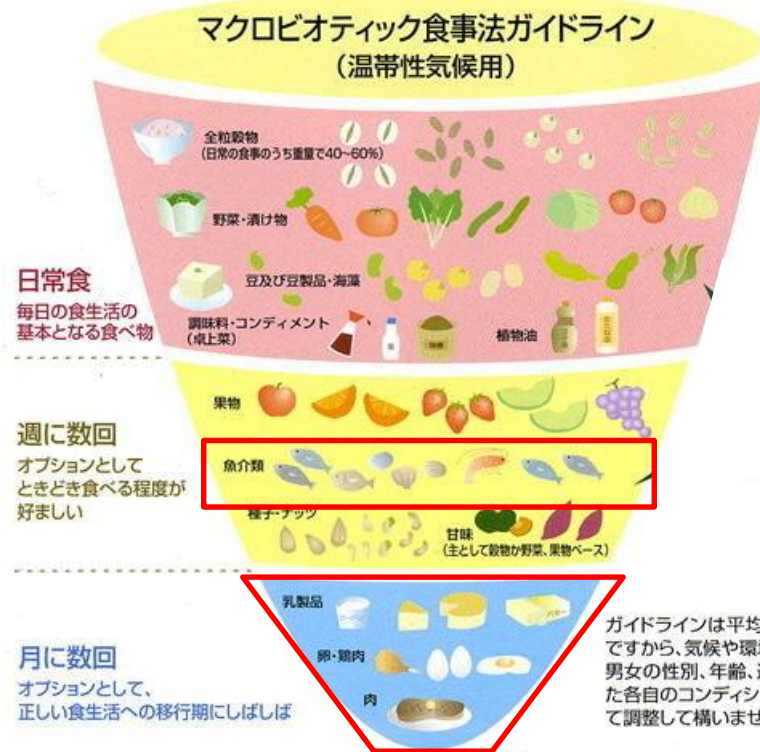 マクロビオティック食事法ガイドライン
(温帯性気候用)
全粒穀物
(日常の食事のうち重量で40~60%)
野菜・漬け物
日常食
毎日の食生活の
基本となる食べ物
豆及び豆製品・海藻
調味料・コンディメント
(卓上菜)
植物油
果物
週に数回
オプションとして
ときどき食べる程度が
好ましい
魚介類
種子・ナッツ
甘味
(主として穀物か野菜、果物ベース)
乳製品
バター
卵・鶏肉
肉
月に数回
オプションとして、
正しい食生活への移行期にしばしば
ガイドラインは平均
ですから、気候や環
男女の性別、年齢、
た各自のコンディシ
て調整して構いませ